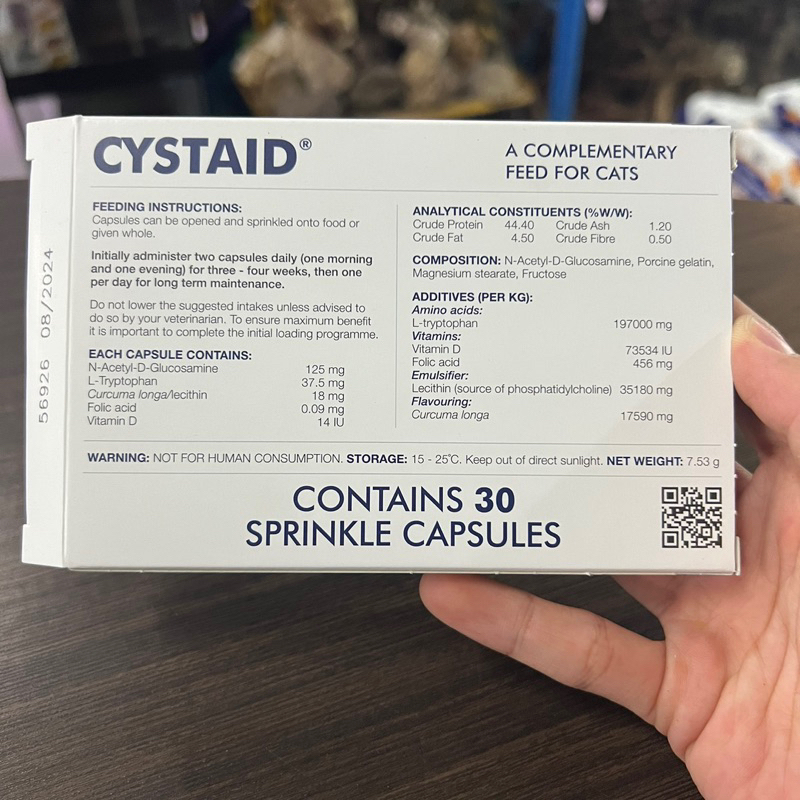 CYSTAID®
A COMPLEMENTARY
FEED FOR CATS
FEEDING INSTRUCTIONS:
Capsules can be opened and sprinkled onto food or
given whole.
Initially administer two capsules daily (one morning
and one evening) for three - four weeks, then one
per day for long term maintenance.
Do not lower the suggested intakes unless advised to
do so by your veterinarian. To ensure maximum benefit
it is important to complete the initial loading programme.
EACH CAPSULE CONTAINS:
N-Acetyl-D-Glucosamine 125 mg
L-Tryptophan 37.5 mg
Curcuma longa/lecithin 18 mg
Folic acid 0.09 mg
Vitamin D 14 IU
ANALYTICAL CONSTITUENTS (%W/W):
Crude Protein 44.40 Crude Ash 1.20
Crude Fat 4.50 Crude Fibre 0.50
COMPOSITION: N-Acetyl-D-Glucosamine, Porcine gelatin,
Magnesium stearate, Fructose
ADDITIVES (PER KG):
Amino acids:
L-tryptophan 197000 mg
Vitamins:
Vitamin D 73534 IU
Folic acid 456 mg
Emulsifier:
Lecithin (source of phosphatidylcholine) 35180 mg
Flavouring:
Curcuma longa 17590 mg
WARNING: NOT FOR HUMAN CONSUMPTION. STORAGE: 15 - 25°C. Keep out of direct sunlight. NET WEIGHT: 7.53 g
CONTAINS 30
SPRINKLE CAPSULES
56926 08/2024